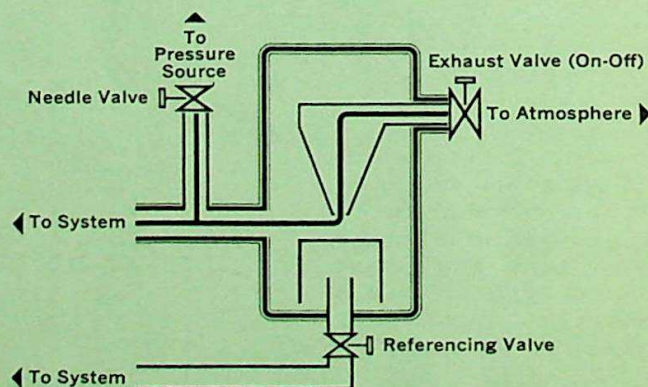 To
Pressure
Source
Exhaust Valve (On-Off)
Needle Valve
To Atmosphere
To System
Referencing Valve
To System